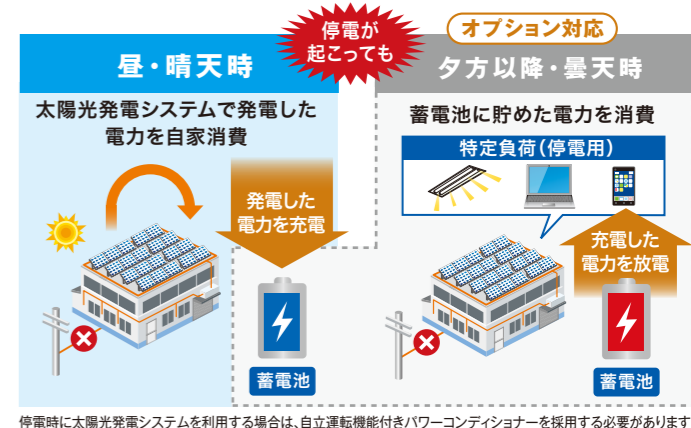 停電が
起こっても
オプション対応
昼・晴天時
夕方以降・曇天時
太陽光発電システムで発電した
電力を自家消費
発電した
電力を充電
蓄電池
蓄電池に貯めた電力を消費
特定負荷(停電用)
充電した
電力を放電
蓄電池
停電時に太陽光発電システムを利用する場合は、自立運転機能付きパワーコンディショナーを採用する必要があります